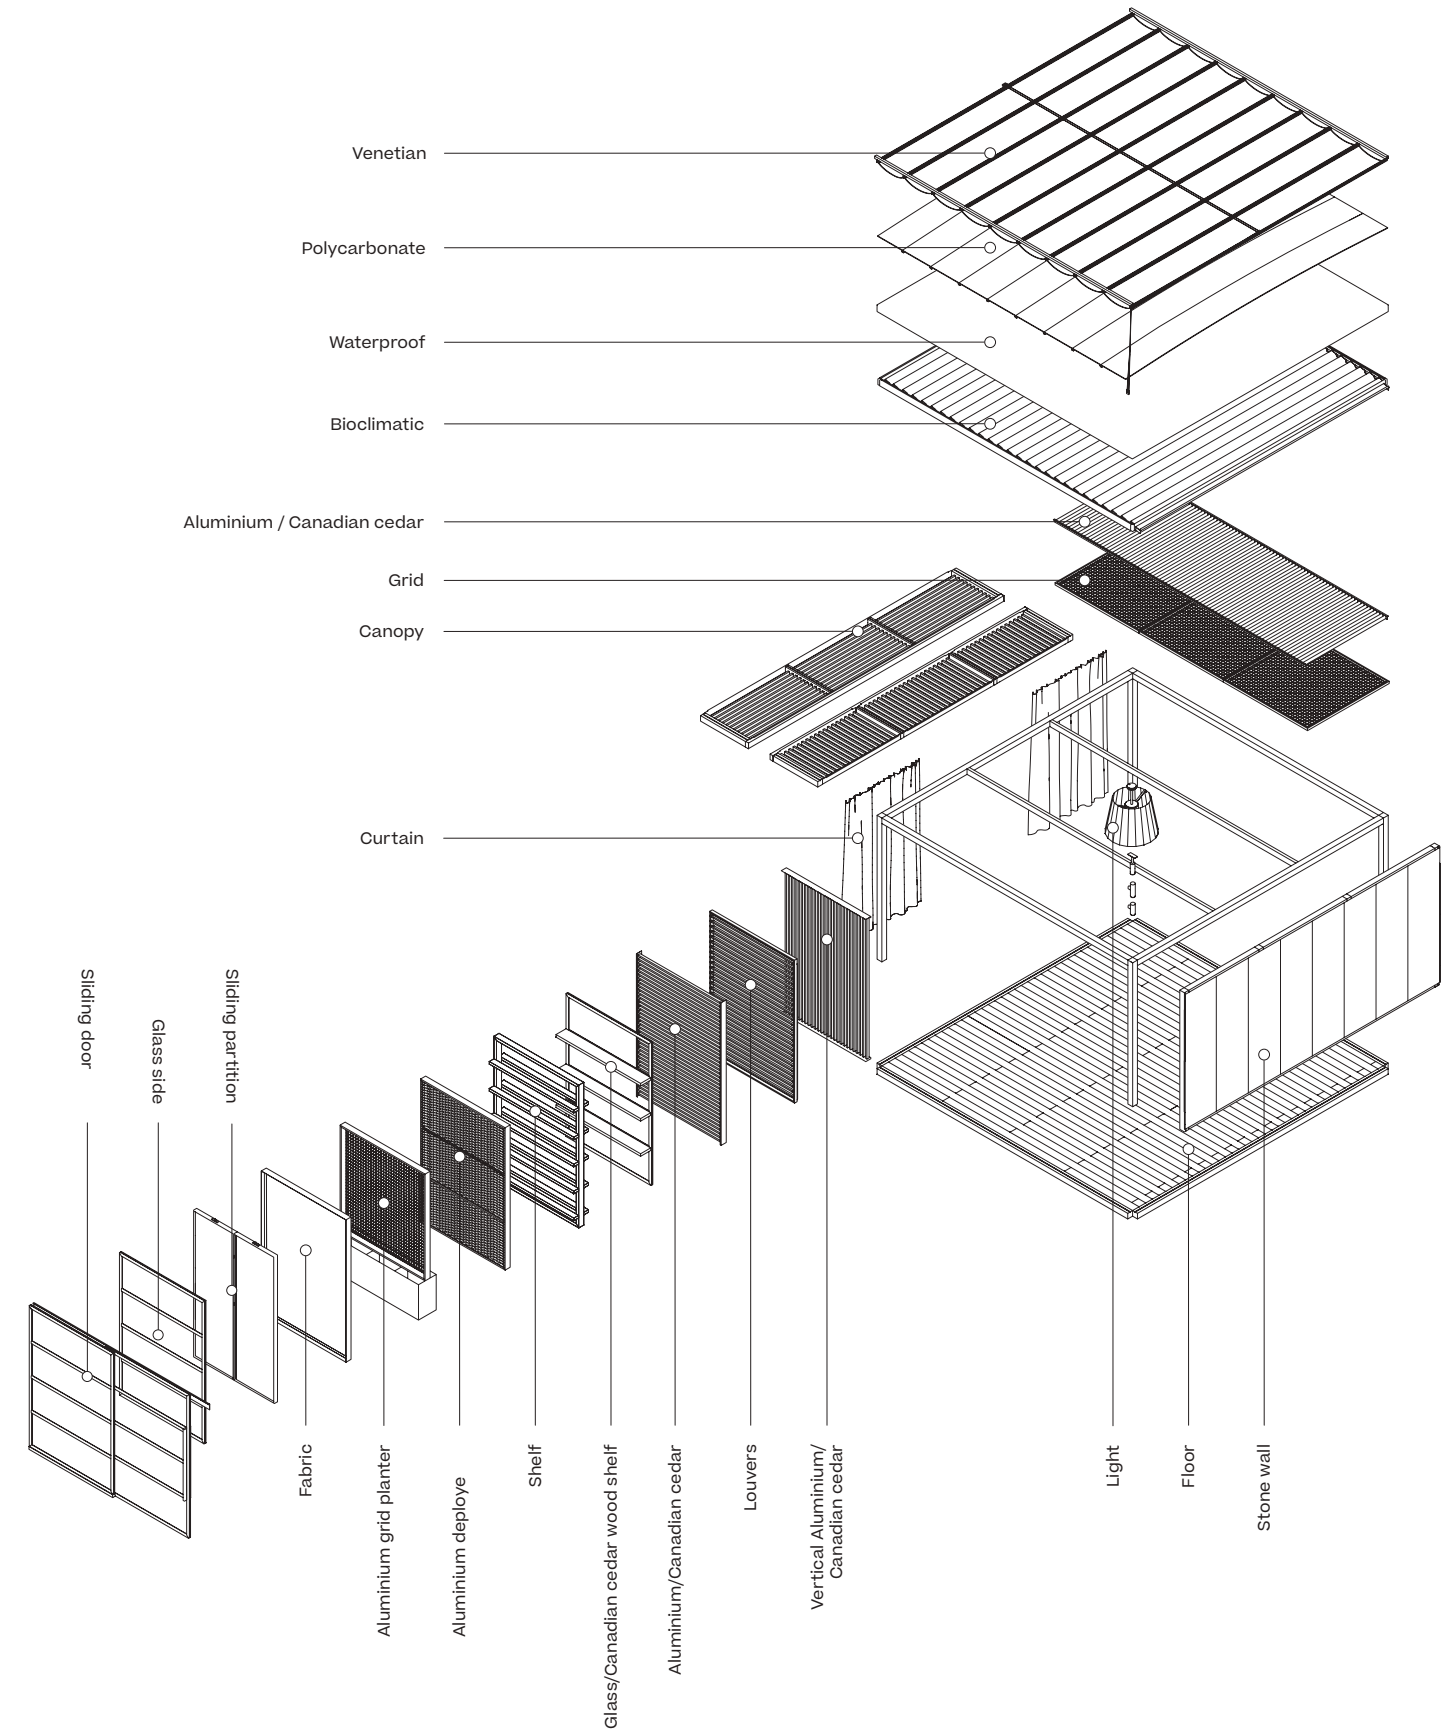 Venetian
Polycarbonate
Waterproof
Bioclimatic
Aluminium / Canadian cedar
Grid
Canopy
Curtain
Sliding door
Glass side
Sliding partition
Fabric
Aluminium grid planter
Aluminium deploye
Shelf
Glass/Canadian cedar wood shelf
Aluminium/Canadian cedar
Louvers
Vertical Aluminium/
Canadian cedar
Light
Floor
Stone wall